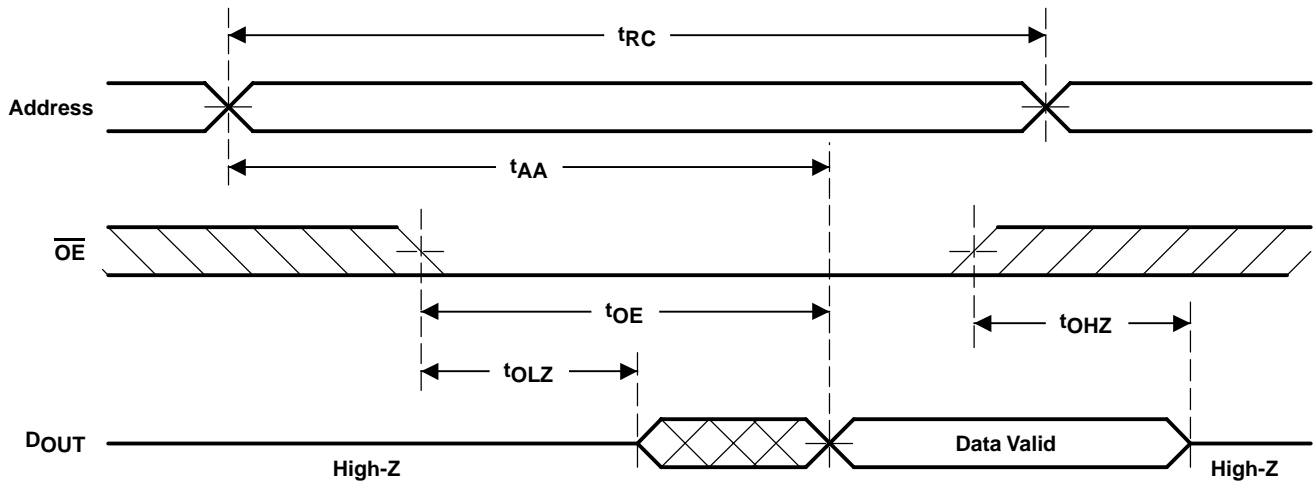 tRC
Address
tAA
OE
tOE
tOHZ
tOLZ
DOUT
Data Valid
High-Z
High-Z